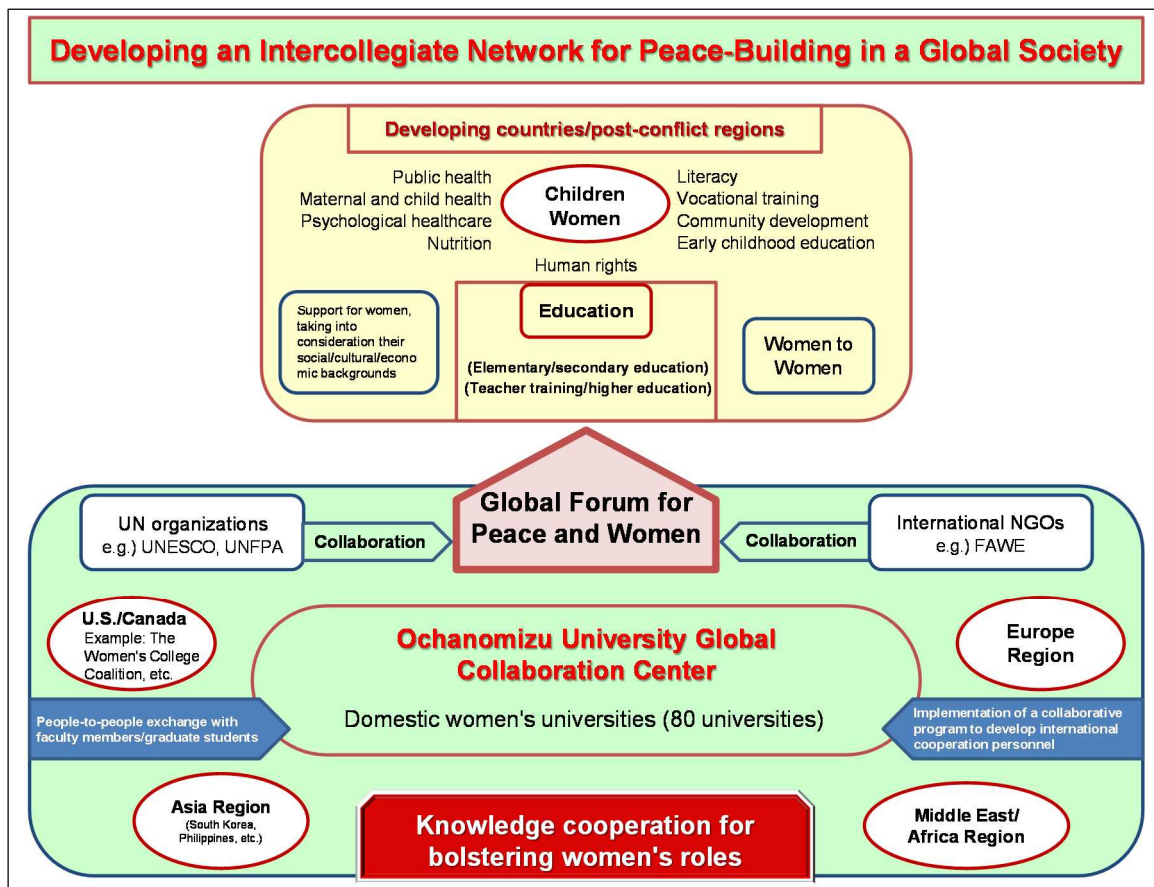 Developing an Intercollegiate Network for Peace-Building in a Global Society
Developing countries/post-conflict regions
Public health
Maternal and child health
Psychological healthcare
Nutrition
Children
Women
Literacy
Vocational training
Community development
Early childhood education
Human rights
Support for women,
taking into
consideration their
social/cultural/econo
mic backgrounds
Education
(Elementary/secondary education)
(Teacher training/higher education)
Women to
Women
UN organizations
e.g.) UNESCO, UNFPA
Collaboration
Global Forum for
Peace and Women
Collaboration
International NGOs
e.g.) FAWE
U.S./Canada
Example: The
Women's College
Coalition, etc.
Ochanomizu University Global
Collaboration Center
Domestic women's universities (80 universities)
Europe
Region
People-to-people exchange with
faculty members/graduate students
Implementation of a collaborative
program to develop international
cooperation personnel
Asia Region
(South Korea,
Philippines, etc.)
Knowledge cooperation for
bolstering women's roles
Middle East/
Africa Region